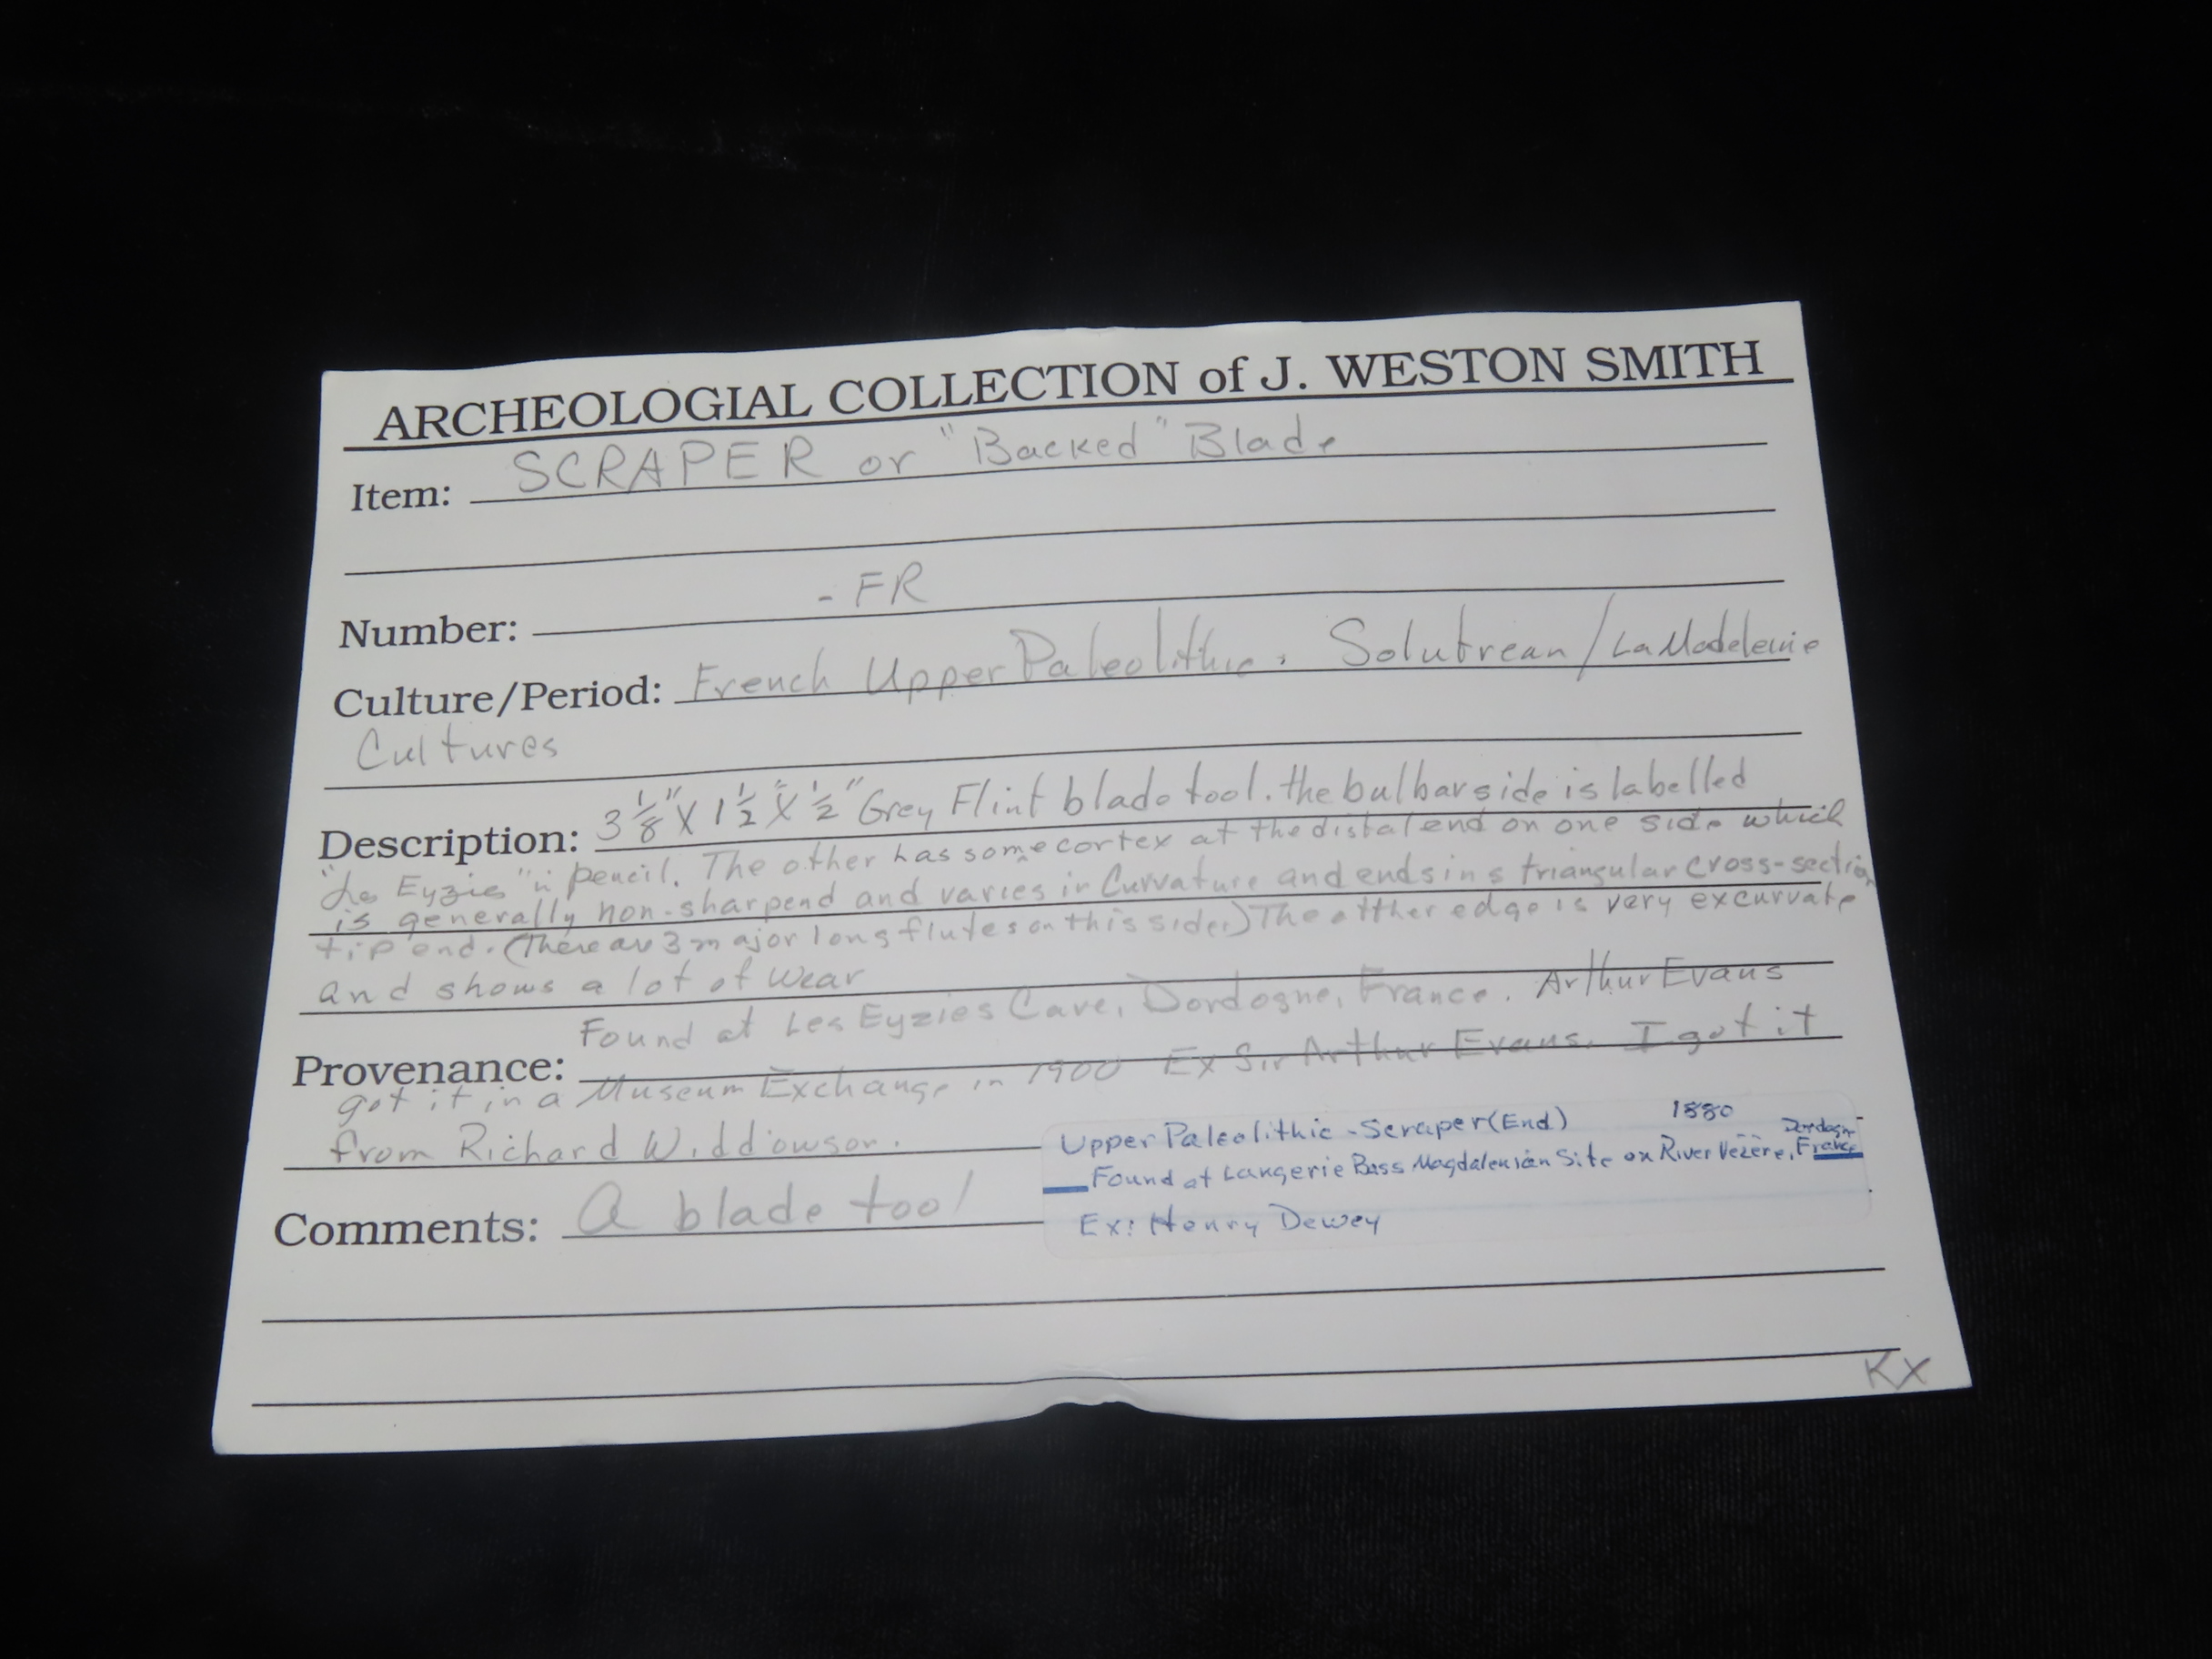 ARCHEOLOGIAL COLLECTION of J. WESTON SMITH
Item: SCRAPER or "Backed" Blade
Number: - FR
Culture/Period: French Upper Paleolithic. Solutrean/La Madeleine
Cultures
Description: 3 1/8" X 1 1/2" X 1/2" Grey Flint blade tool. the bulbar side is labelled
"Les Eyzies" in pencil. The other has some cortex at the distal end on one side which
is generally non-sharpend and varies in Curvature and ends in s triangular cross-section
tip end. (There are 3 major long flutes on this side.) The otther edge is very excurvate
and shows a lot of wear
Provenance: Found at Les Eyzies Cave, Dordogne, France. Arthur Evans
got it in a Museum Exchange in 1900 Ex Sir Arthur Evans. I got it
from Richard Widdowson.
Comments: A blade tool
Upper Paleolithic - Scraper (End) 1880
Found at Langerie Bass Magdalenian Site on River Vézère, Dordogn France
Ex: Henry Dewey
KX